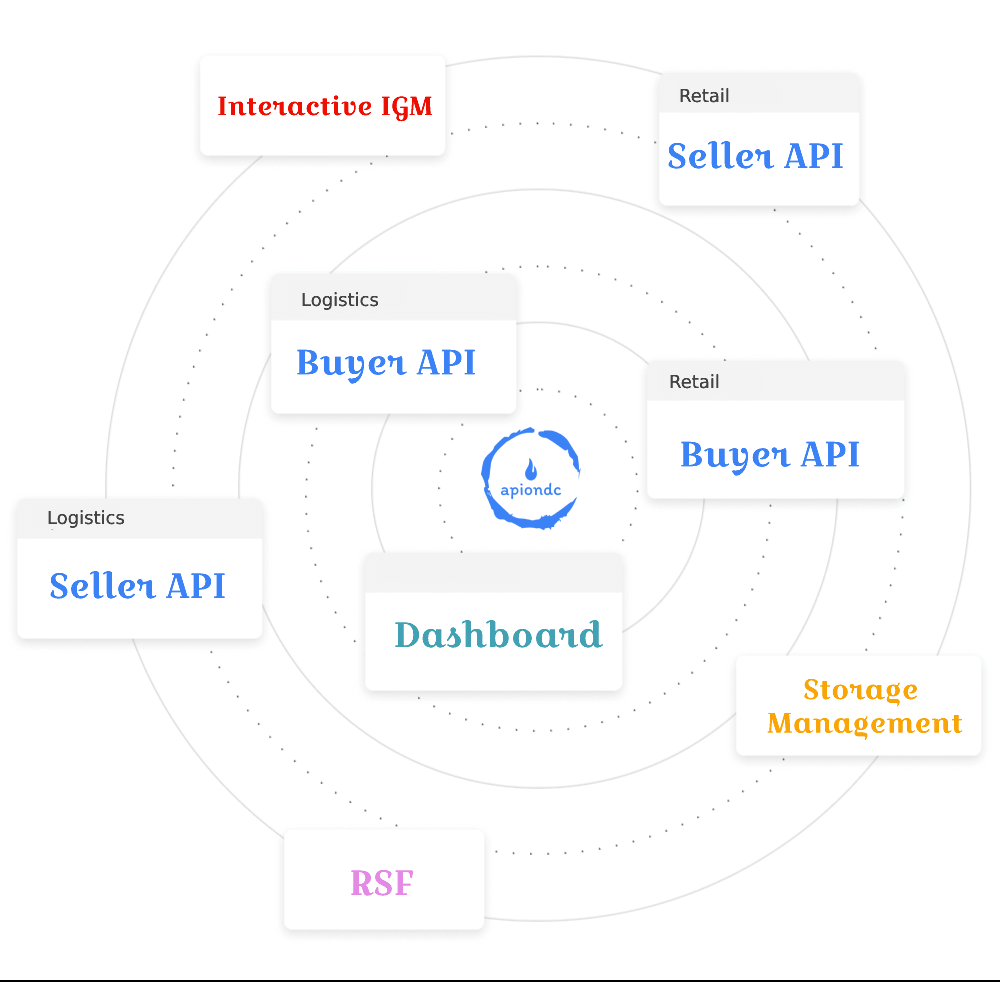 Interactive IGM
Retail
Seller API
Logistics
Buyer API
Retail
Buyer API
apiondc
Logistics
Seller API
Dashboard
Storage
Management
RSF